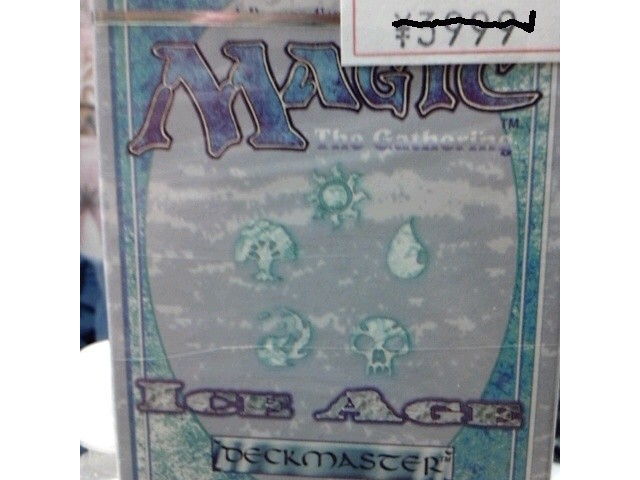 ¥3999
MAGIC
The Gathering
TM
ICE AGE
DECKMASTER